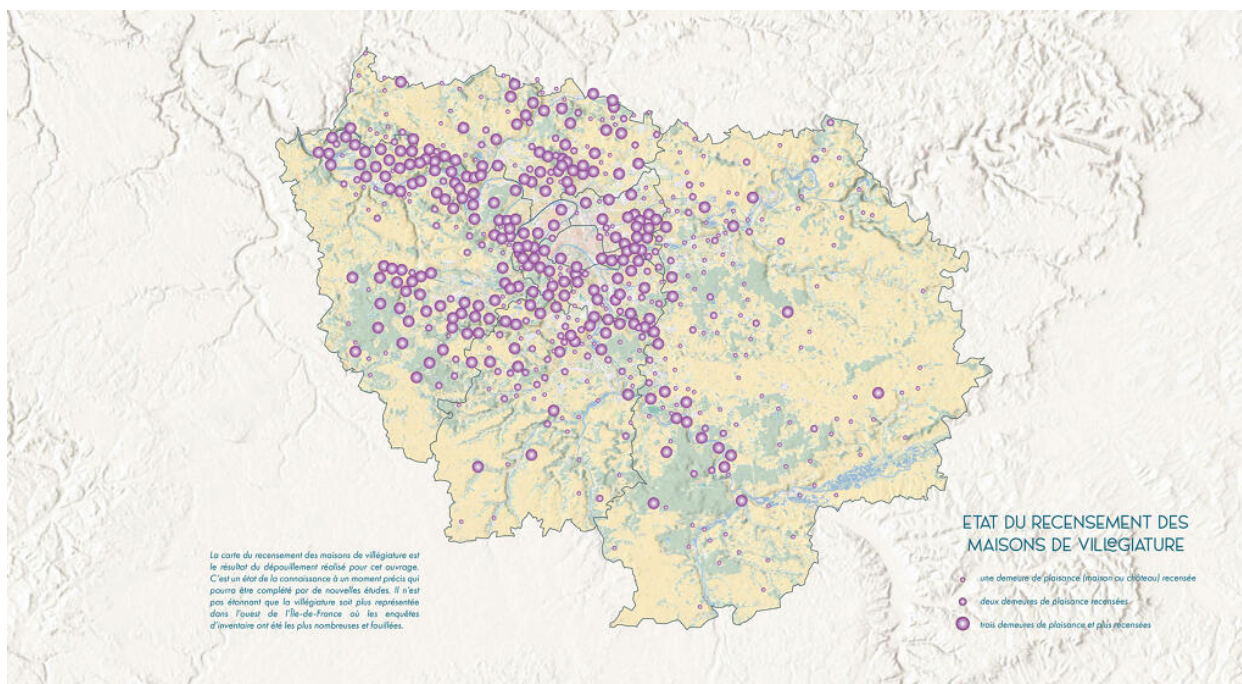 La carte du recensement des maisons de villégiature est
le résultat du dépouillement réalisé pour cet ouvrage.
C'est un état de la connaissance à un moment précis qui
pourra être complété par de nouvelles études. Il n'est
pas étonnant que la villégiature soit plus représentée
dans l'ouest de l'Île-de-France où les enquêtes
d'inventaire ont été les plus nombreuses et fouillées.
ETAT DU RECENSEMENT DES
MAISONS DE VILLéGIATURE
une demeure de plaisance (maison ou château) recensée
deux demeures de plaisance recensées
trois demeures de plaisance et plus recensées